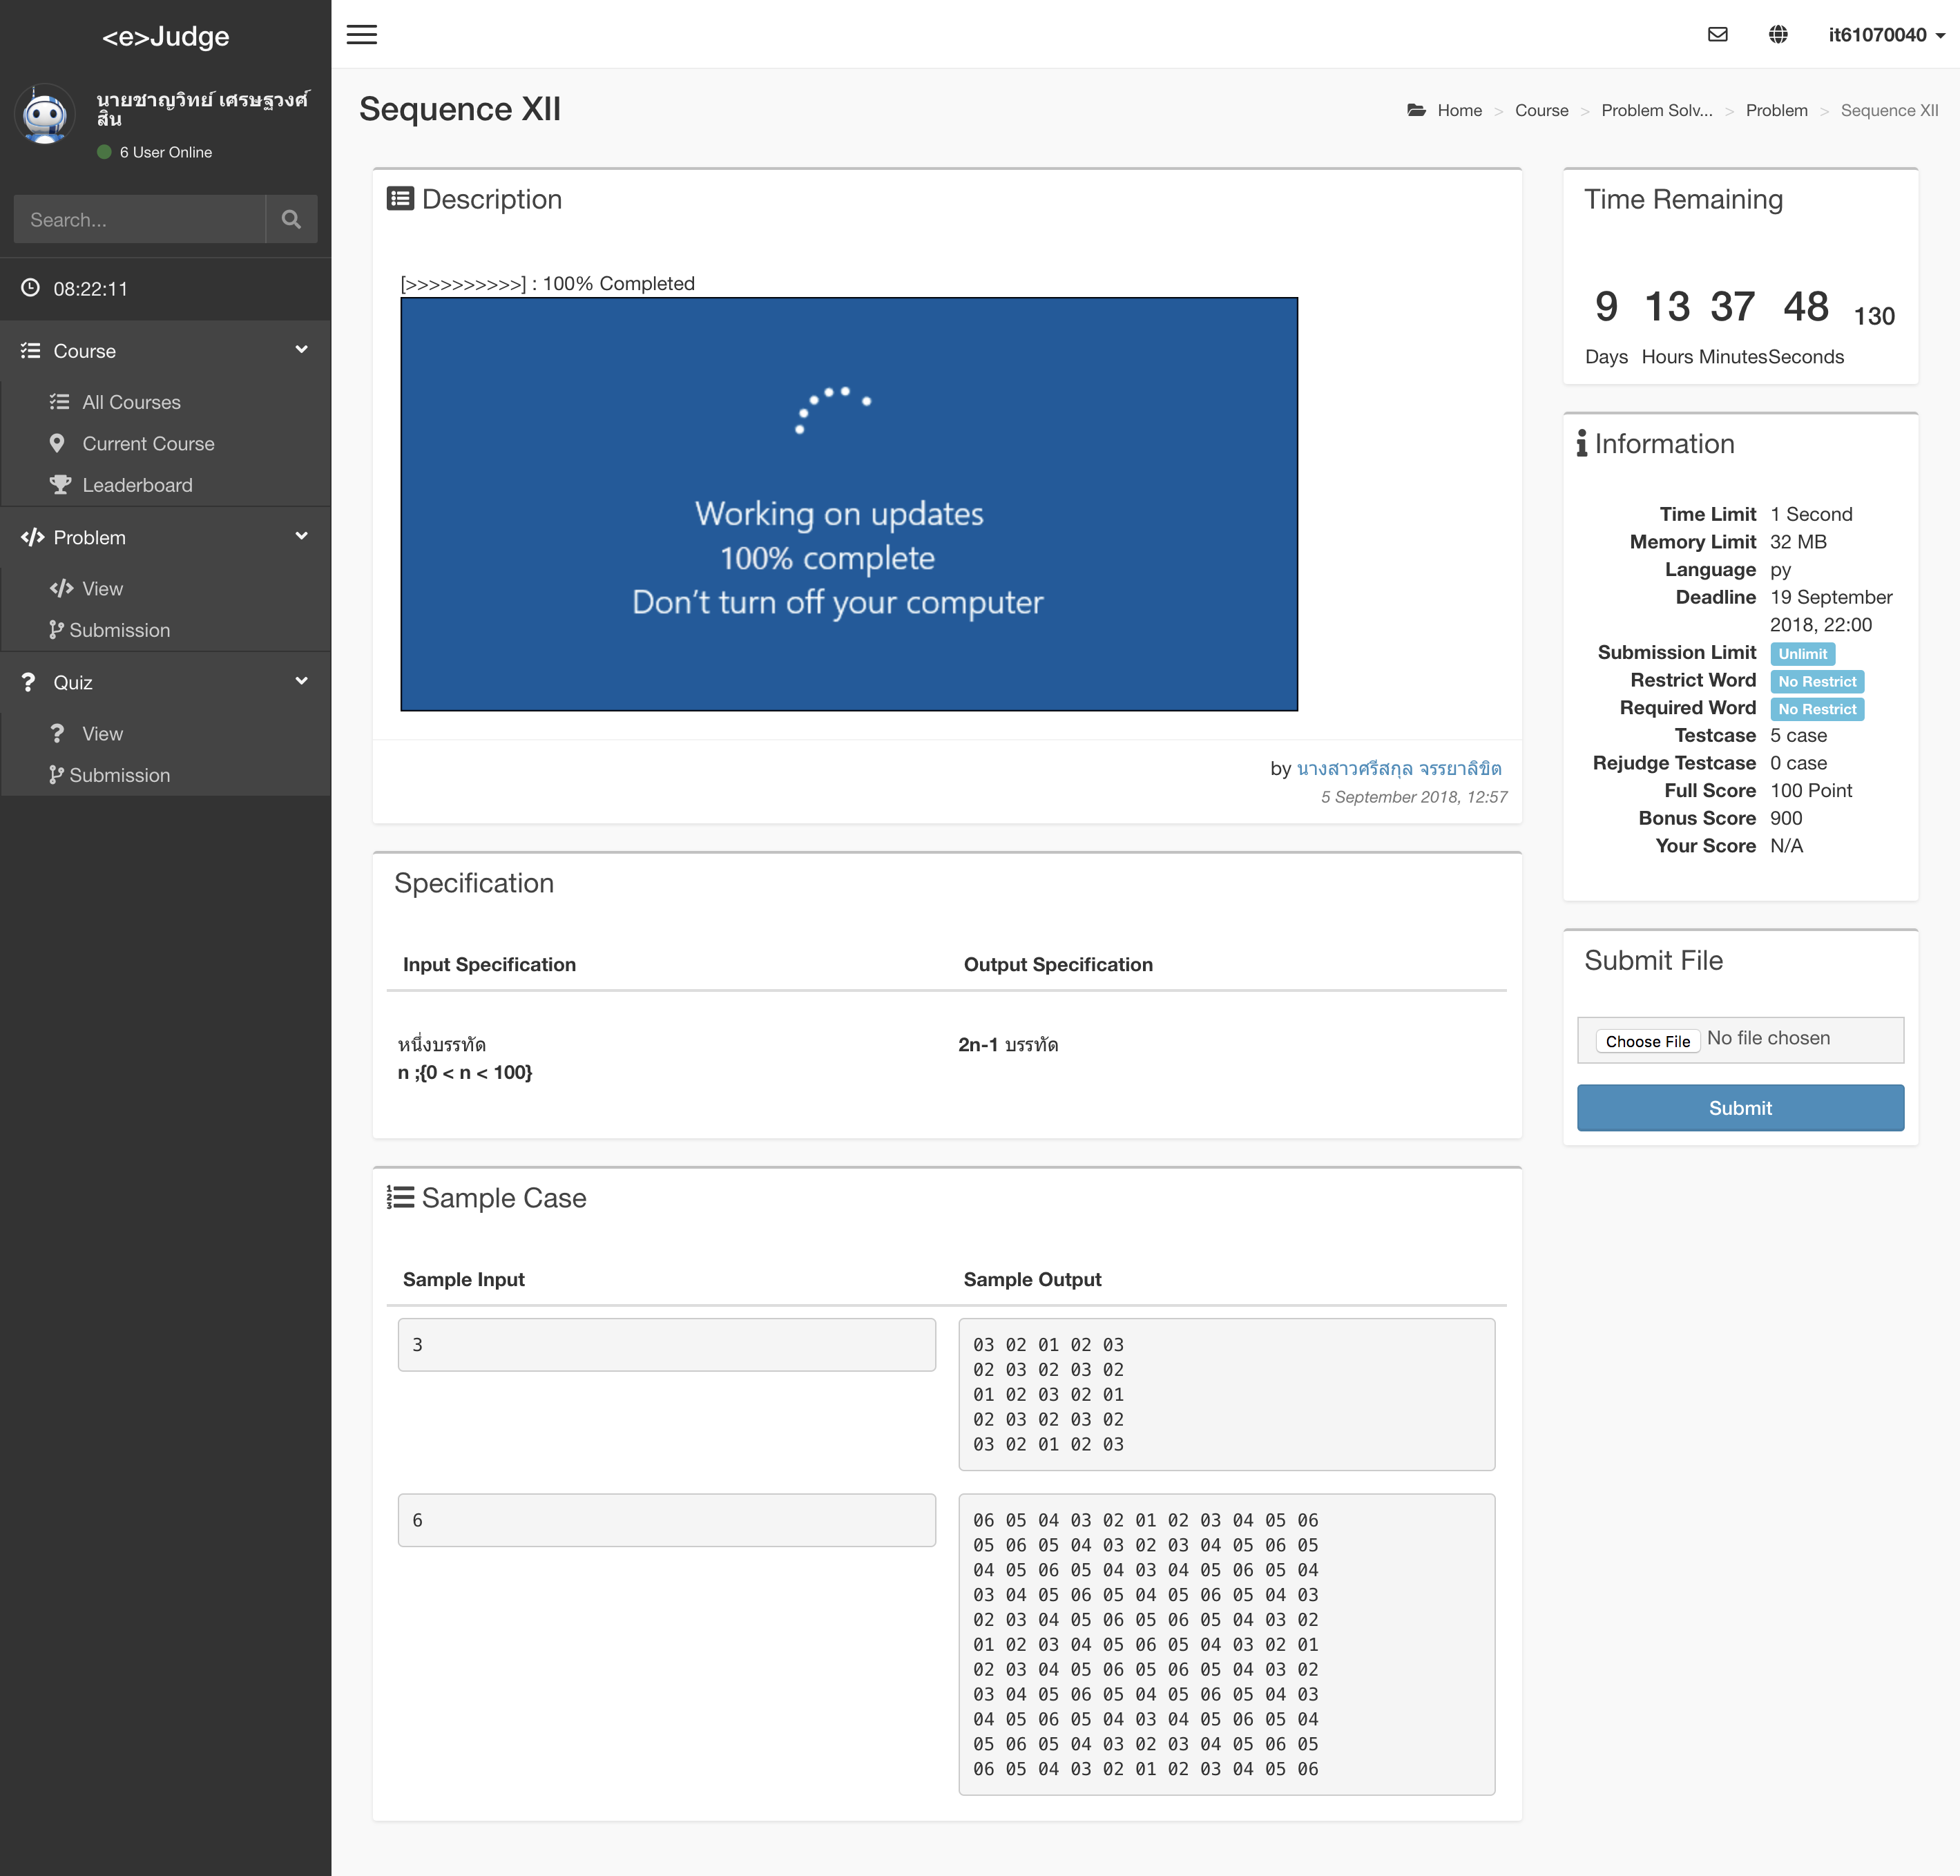 <e>Judge
นายชาญวิทย์ เศรษฐวงศ์
สิน
6 User Online
Search...
08:22:11
Course
All Courses
Current Course
Leaderboard
Problem
View
Submission
Quiz
View
Submission
it61070040
Sequence XII
Home > Course > Problem Solv... > Problem > Sequence XII
Description
[>>>>>>>>>>] : 100% Completed
Working on updates
100% complete
Don't turn off your computer
by นางสาวศรีสกุล จรรยาลิขิต
5 September 2018, 12:57
Specification
Input Specification Output Specification
หนึ่งบรรทัด 2n-1 บรรทัด
n ;{0 < n < 100}
Sample Case
Sample Input Sample Output
3
03 02 01 02 03
02 03 02 03 02
01 02 03 02 01
02 03 02 03 02
03 02 01 02 03
6
06 05 04 03 02 01 02 03 04 05 06
05 06 05 04 03 02 03 04 05 06 05
04 05 06 05 04 03 04 05 06 05 04
03 04 05 06 05 04 05 06 05 04 03
02 03 04 05 06 05 06 05 04 03 02
01 02 03 04 05 06 05 04 03 02 01
02 03 04 05 06 05 06 05 04 03 02
03 04 05 06 05 04 05 06 05 04 03
04 05 06 05 04 03 04 05 06 05 04
05 06 05 04 03 02 03 04 05 06 05
06 05 04 03 02 01 02 03 04 05 06
Time Remaining
9 13 37 48 130
Days Hours Minutes Seconds
Information
Time Limit 1 Second
Memory Limit 32 MB
Language py
Deadline 19 September
2018, 22:00
Submission Limit Unlimit
Restrict Word No Restrict
Required Word No Restrict
Testcase 5 case
Rejudge Testcase 0 case
Full Score 100 Point
Bonus Score 900
Your Score N/A
Submit File
Choose File No file chosen
Submit